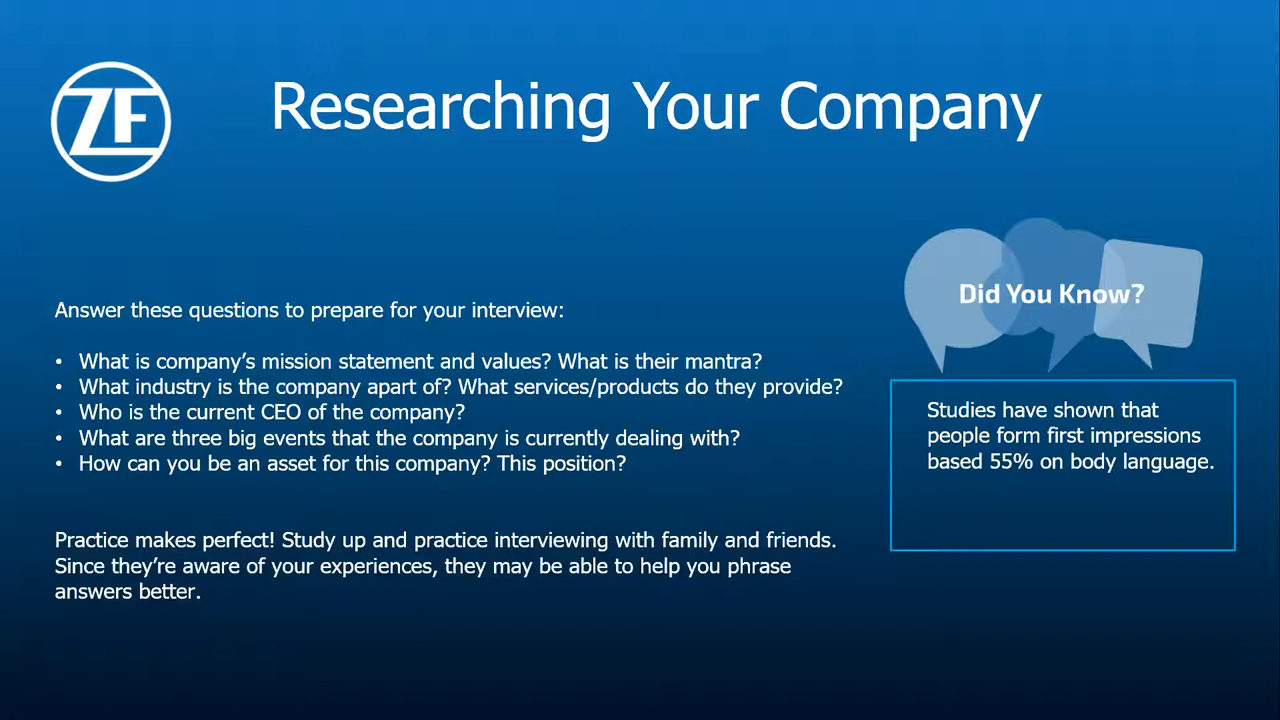 ZF
Researching Your Company
Answer these questions to prepare for your interview:
• What is company’s mission statement and values? What is their mantra?
• What industry is the company apart of? What services/products do they provide?
• Who is the current CEO of the company?
• What are three big events that the company is currently dealing with?
• How can you be an asset for this company? This position?
Practice makes perfect! Study up and practice interviewing with family and friends.
Since they’re aware of your experiences, they may be able to help you phrase
answers better.
Did You Know?
Studies have shown that
people form first impressions
based 55% on body language.